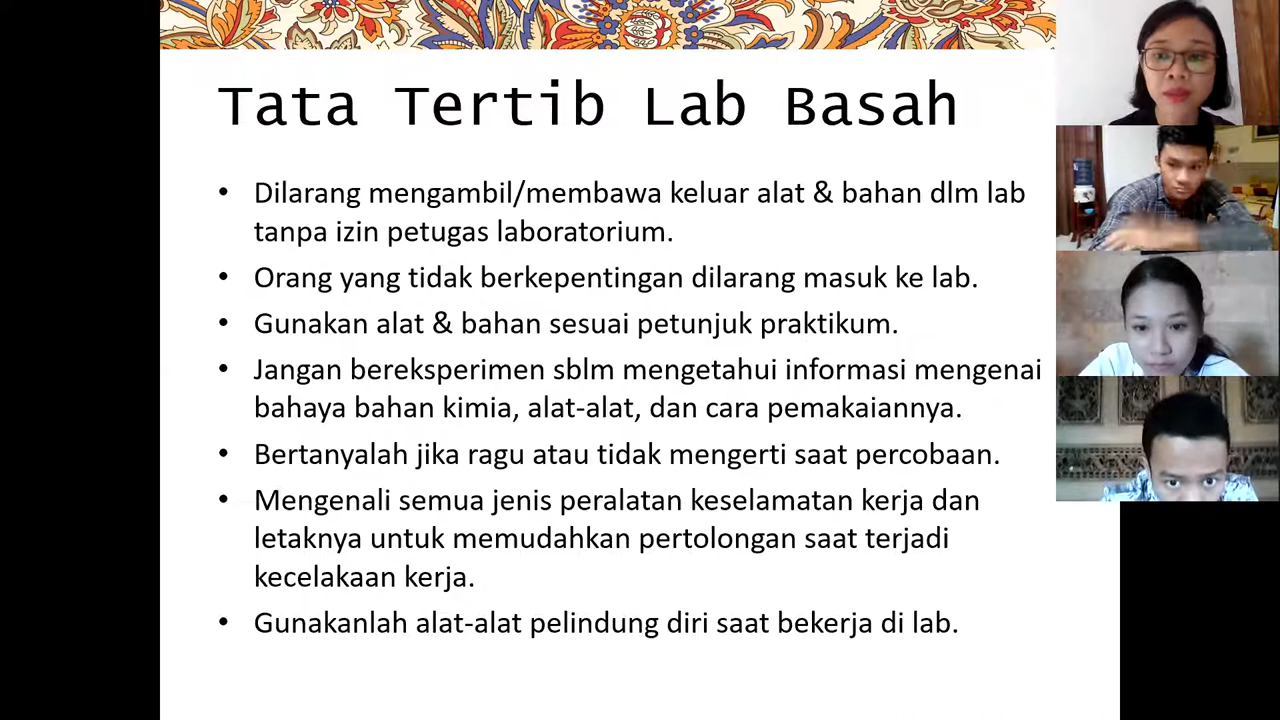 Tata Tertib Lab Basah
• Dilarang mengambil/membawa keluar alat & bahan dlm lab
tanpa izin petugas laboratorium.
• Orang yang tidak berkepentingan dilarang masuk ke lab.
• Gunakan alat & bahan sesuai petunjuk praktikum.
• Jangan bereksperimen sblm mengetahui informasi mengenai
bahaya bahan kimia, alat-alat, dan cara pemakaiannya.
• Bertanyalah jika ragu atau tidak mengerti saat percobaan.
• Mengenali semua jenis peralatan keselamatan kerja dan
letaknya untuk memudahkan pertolongan saat terjadi
kecelakaan kerja.
• Gunakanlah alat-alat pelindung diri saat bekerja di lab.